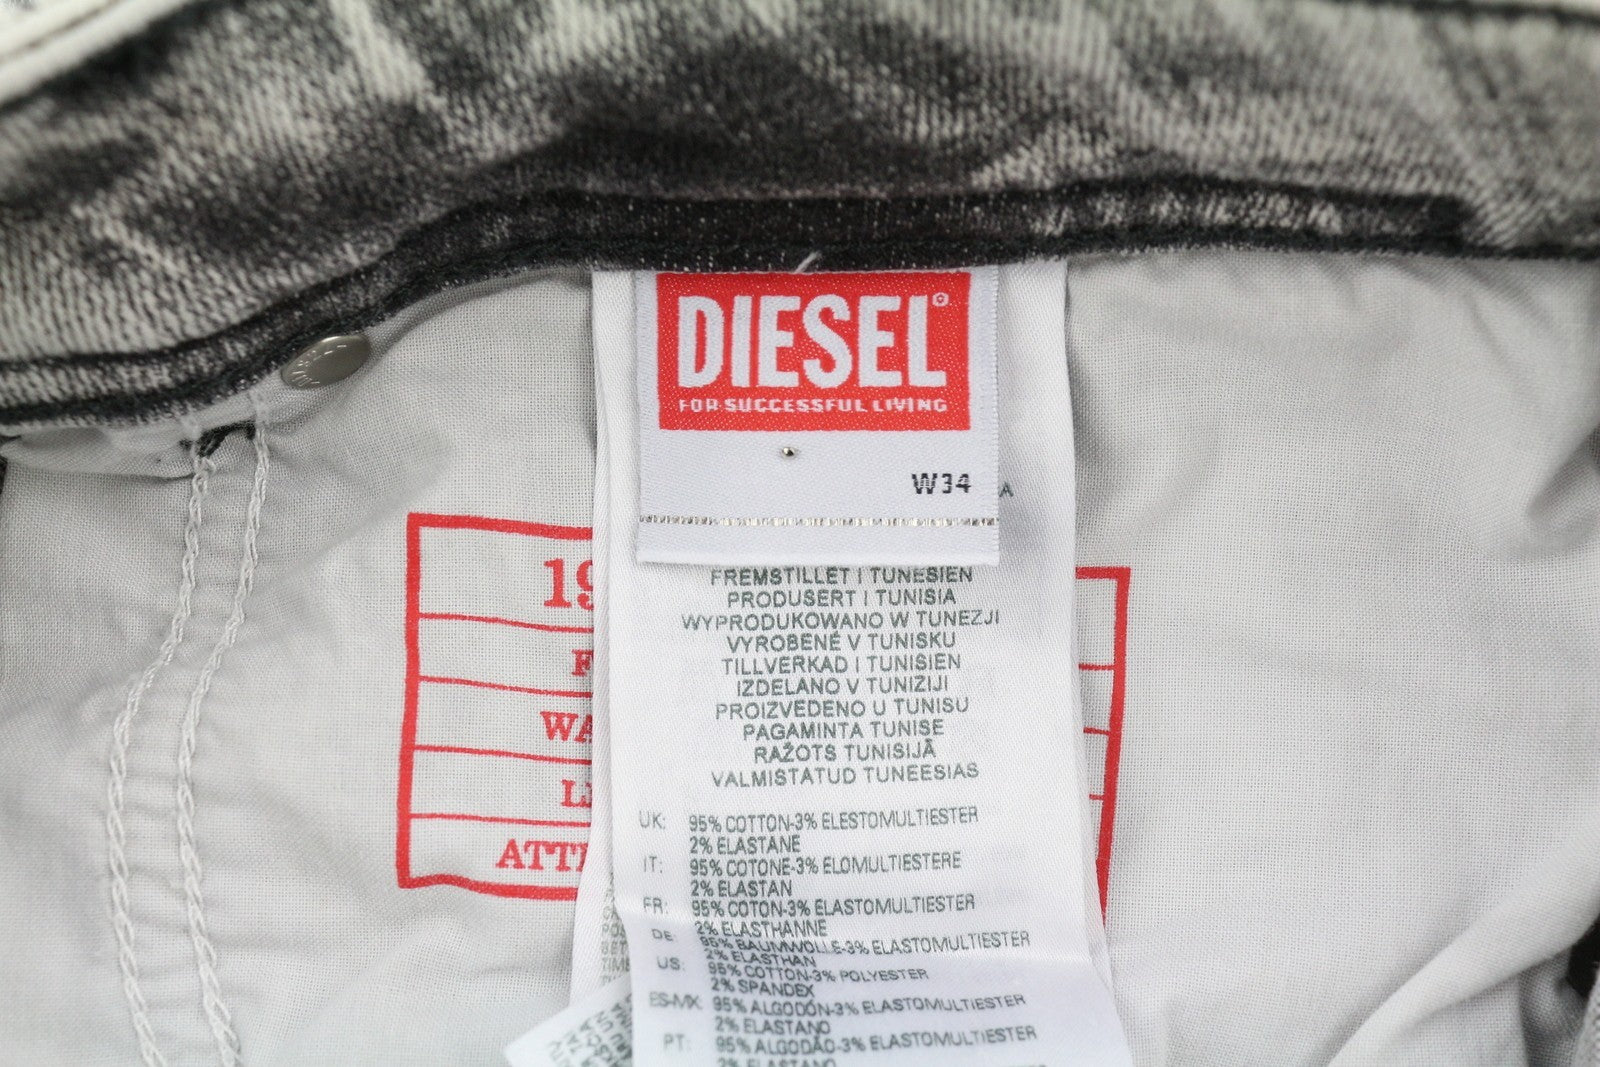 DIESEL
FOR SUCCESSFUL LIVING
W34
A
FREMSTILLET I TUNESIEN
PRODUSERT I TUNISIA
WYPRODUKOWANO W TUNEZJI
VYROBENÉ V TUNISKU
TILLVERKAD I TUNISIEN
IZDELANO V TUNIZIJI
PROIZVEDENO U TUNISU
PAGAMINTA TUNISE
RAŽOTS TUNISIJĀ
VALMISTATUD TUNEESIAS
UK: 95% COTTON-3% ELESTOMULTIESTER
2% ELASTANE
IT: 95% COTONE-3% ELOMULTIESTERE
2% ELASTAN
FR: 95% COTON-3% ELASTOMULTIESTER
2% ELASTHANNE
DE: 95% BAUMWOLLE-3% ELASTOMULTIESTER
2% ELASTHAN
US: 95% COTTON-3% POLYESTER
2% SPANDEX
ES-MX: 95% ALGODÓN-3% ELASTOMULTIESTER
2% ELASTANO
PT: 95% ALGODÃO-3% ELASTOMULTIESTER
2% ELASTANO
19
F
WA
LE
ATTE